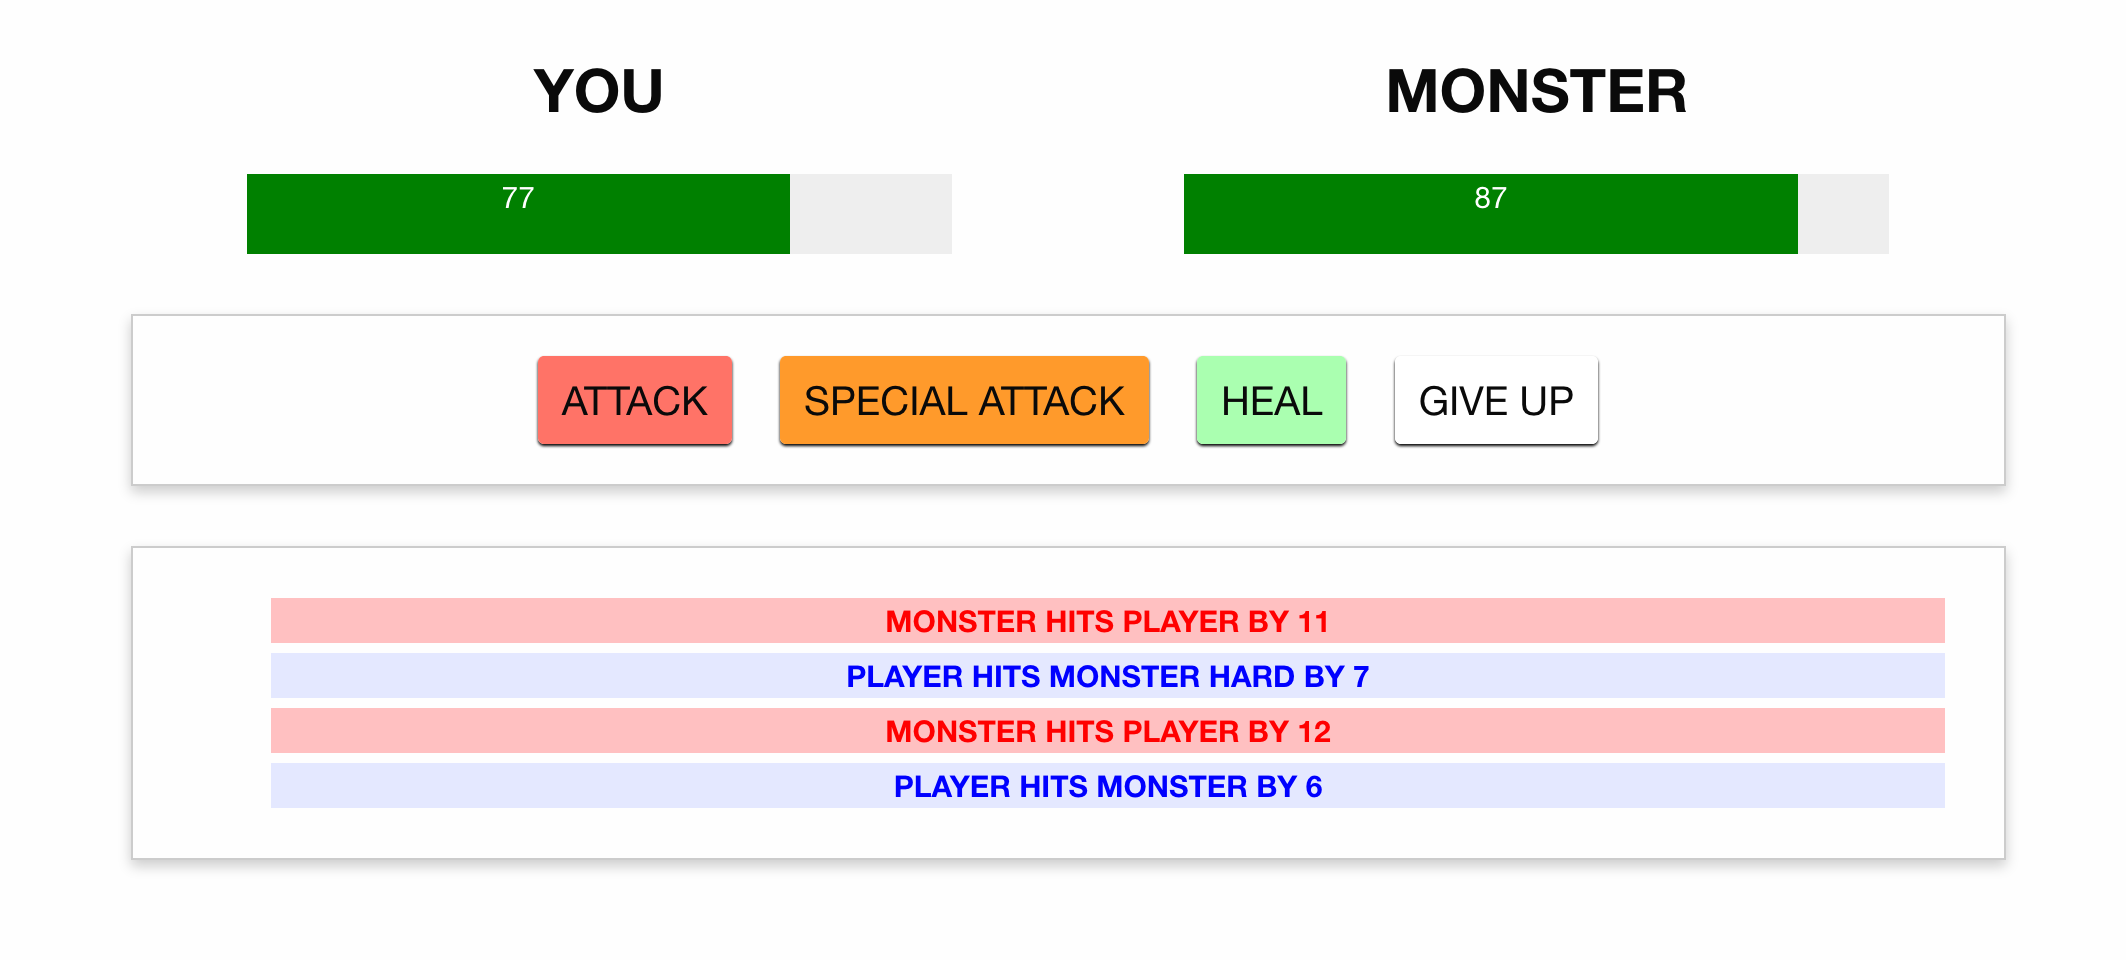 YOU
MONSTER
77
87
ATTACK
SPECIAL ATTACK
HEAL
GIVE UP
MONSTER HITS PLAYER BY 11
PLAYER HITS MONSTER HARD BY 7
MONSTER HITS PLAYER BY 12
PLAYER HITS MONSTER BY 6